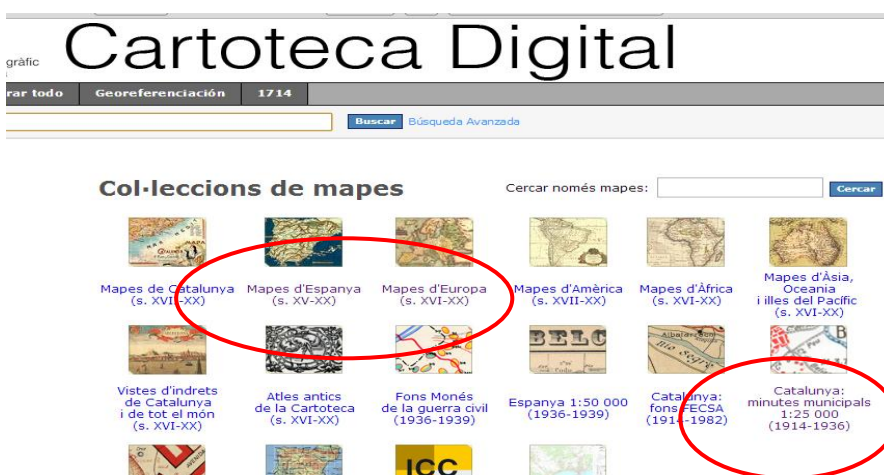 gràfic Cartoteca Digital
rar todo Georeferenciación 1714
Buscar Búsqueda Avanzada
Col·leccions de mapes Cercar només mapes: Cercar
Mapes de Catalunya
(s. XVII-XX)
Mapes d'Espanya
(s. XV-XX)
Mapes d'Europa
(s. XVI-XX)
Mapes d'Amèrica
(s. XVII-XX)
Mapes d'Àfrica
(s. XVI-XX)
Mapes d'Àsia,
Oceania
i illes del Pacífic
(s. XVI-XX)
BELC
Vistes d'indrets
de Catalunya
i de tot el món
(s. XVI-XX)
Atles antics
de la Cartoteca
(s. XVI-XX)
Fons Monés
de la guerra civil
(1936-1939)
Espanya 1:50 000
(1936-1939)
Catalunya:
fons FECSA
(1914-1982)
Catalunya:
minutes municipals
1:25 000
(1914-1936)
ICC